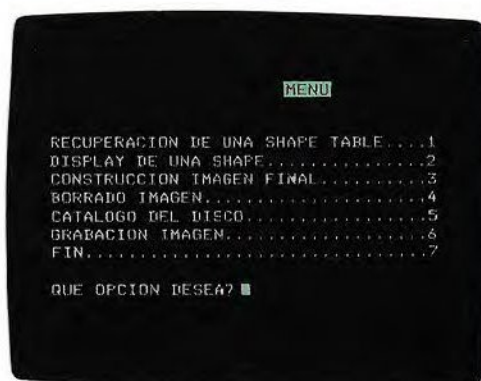 MENU
RECUPERACION DE UNA SHAPE TABLE....1
DISPLAY DE UNA SHAPE...............2
CONSTRUCCION IMAGEN FINAL..........3
BORRADO IMAGEN.....................4
CATALOGO DEL DISCO.................5
GRABACION IMAGEN...................6
FIN................................7
QUE OPCION DESEA?